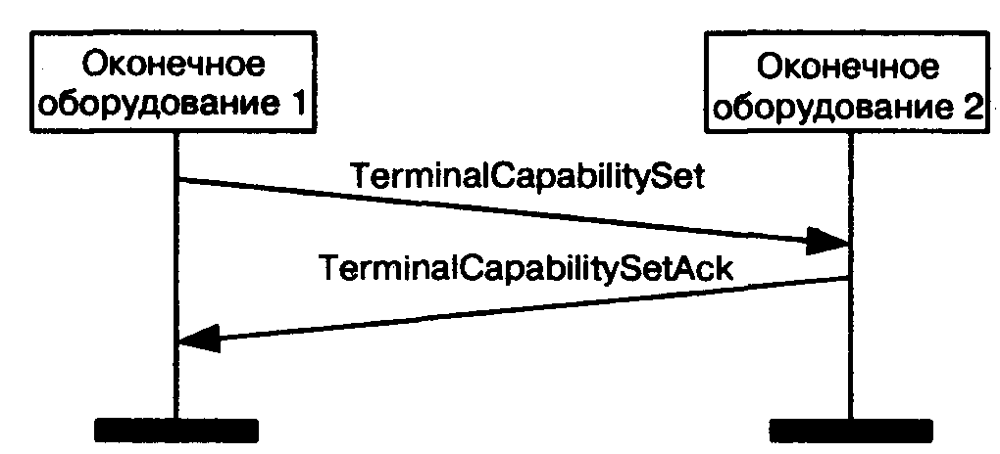 Оконечное
оборудование 1
Оконечное
оборудование 2
TerminalCapabilitySet
TerminalCapabilitySetAck